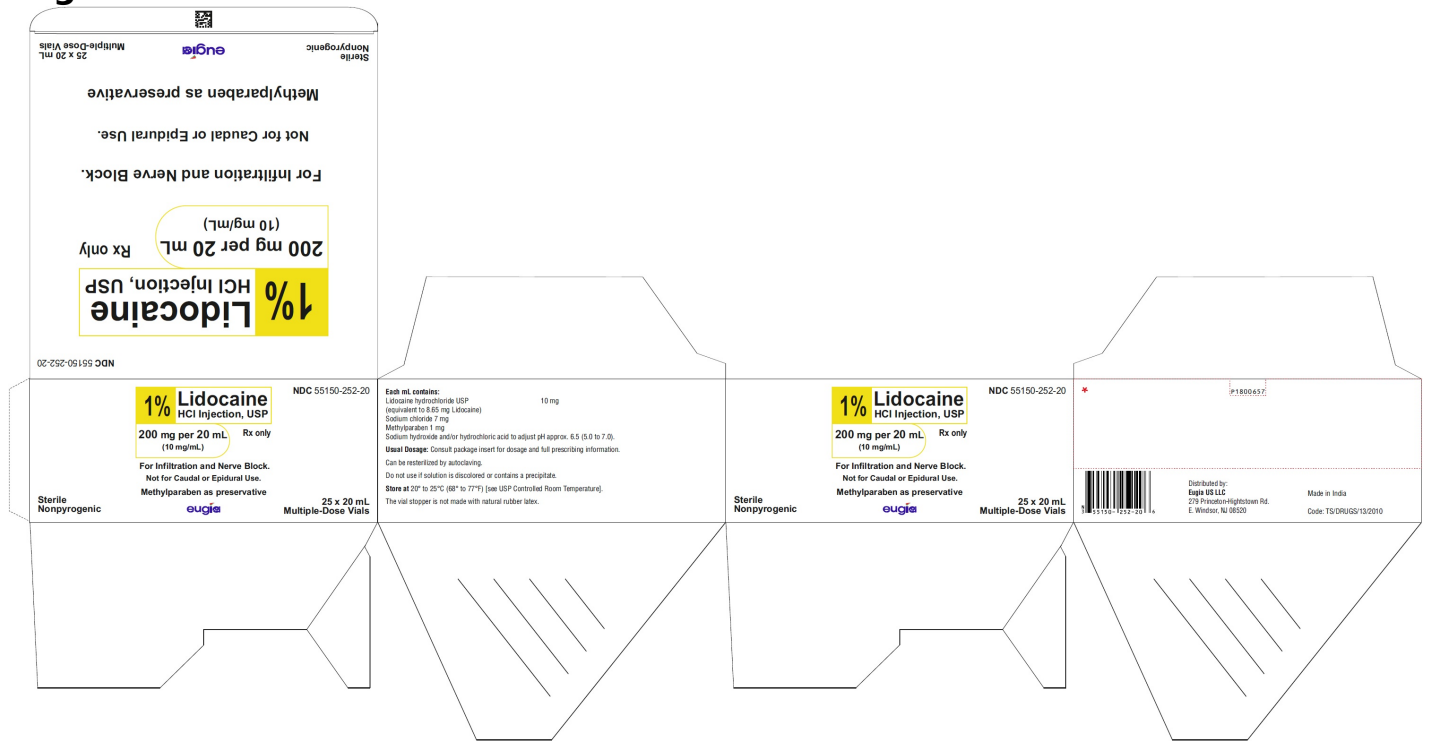 25 x 20 mL
Multiple-Dose Vials
eugia
Sterile
Nonpyrogenic
Methylparaben as preservative
Not for Caudal or Epidural Use.
For Infiltration and Nerve Block.
(10 mg/mL)
200 mg per 20 mL
Rx only
1%
Lidocaine
HCl Injection, USP
NDC 55150-252-20
NDC 55150-252-20
1%
Lidocaine
HCl Injection, USP
200 mg per 20 mL
Rx only
(10 mg/mL)
For Infiltration and Nerve Block.
Not for Caudal or Epidural Use.
Methylparaben as preservative
Sterile
Nonpyrogenic
eugia
25 x 20 mL
Multiple-Dose Vials
Each mL contains:
Lidocaine hydrochloride USP 10 mg
(equivalent to 8.65 mg Lidocaine)
Sodium chloride 7 mg
Methylparaben 1 mg
Sodium hydroxide and/or hydrochloric acid to adjust pH approx. 6.5 (5.0 to 7.0).
Usual Dosage: Consult package insert for dosage and full prescribing information.
Can be resterilized by autoclaving.
Do not use if solution is discolored or contains a precipitate.
Store at 20° to 25°C (68° to 77°F) [see USP Controlled Room Temperature].
The vial stopper is not made with natural rubber latex.
NDC 55150-252-20
1%
Lidocaine
HCl Injection, USP
200 mg per 20 mL
Rx only
(10 mg/mL)
For Infiltration and Nerve Block.
Not for Caudal or Epidural Use.
Methylparaben as preservative
Sterile
Nonpyrogenic
eugia
25 x 20 mL
Multiple-Dose Vials
*
P1800657
N
3 55150-252-20 6
Distributed by:
Eugia US LLC
279 Princeton-Hightstown Rd.
E. Windsor, NJ 08520
Made in India
Code: TS/DRUGS/13/2010